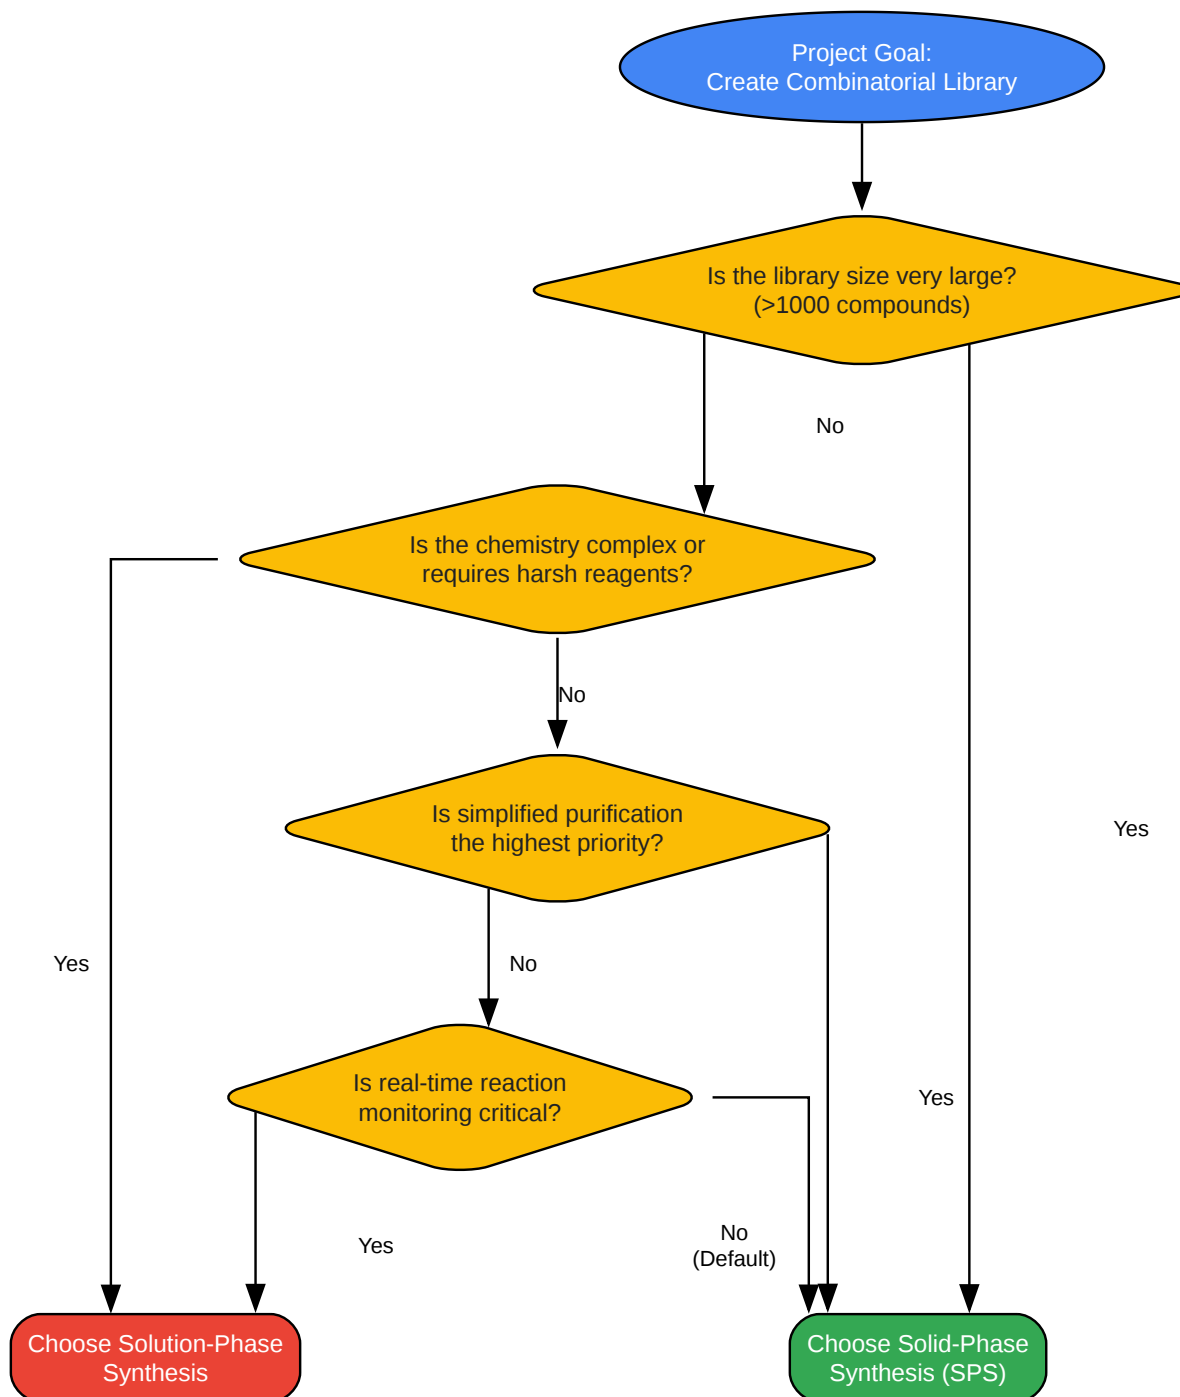 Project Goal:
Create Combinatorial Library
Is the library size very large?
(>1000 compounds)
No
Is the chemistry complex or
requires harsh reagents?
No
Is simplified purification
the highest priority?
Yes
Yes
No
Is real-time reaction
monitoring critical?
Yes
Yes
No
(Default)
Choose Solution-Phase
Synthesis
Choose Solid-Phase
Synthesis (SPS)